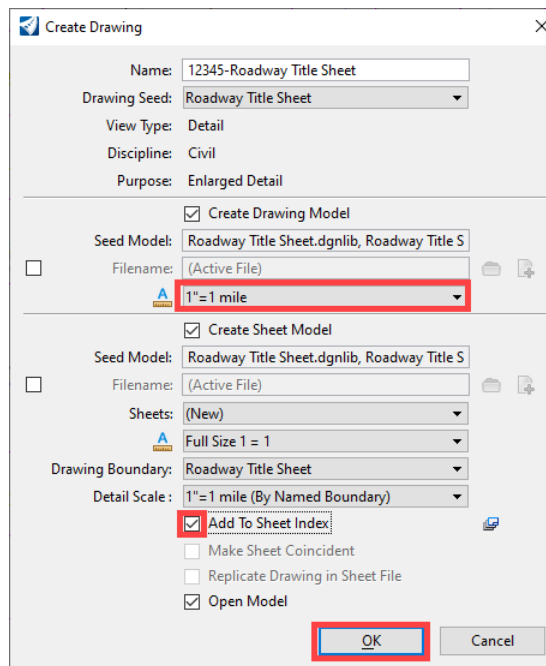 Create Drawing
Name: 12345-Roadway Title Sheet
Drawing Seed: Roadway Title Sheet
View Type: Detail
Discipline: Civil
Purpose: Enlarged Detail
Create Drawing Model
Seed Model: Roadway Title Sheet.dgnlib, Roadway Title S
Filename: (Active File)
A 1"=1 mile
Create Sheet Model
Seed Model: Roadway Title Sheet.dgnlib, Roadway Title S
Filename: (Active File)
Sheets: (New)
A Full Size 1 = 1
Drawing Boundary: Roadway Title Sheet
Detail Scale : 1"=1 mile (By Named Boundary)
Add To Sheet Index
Make Sheet Coincident
Replicate Drawing in Sheet File
Open Model
OK Cancel